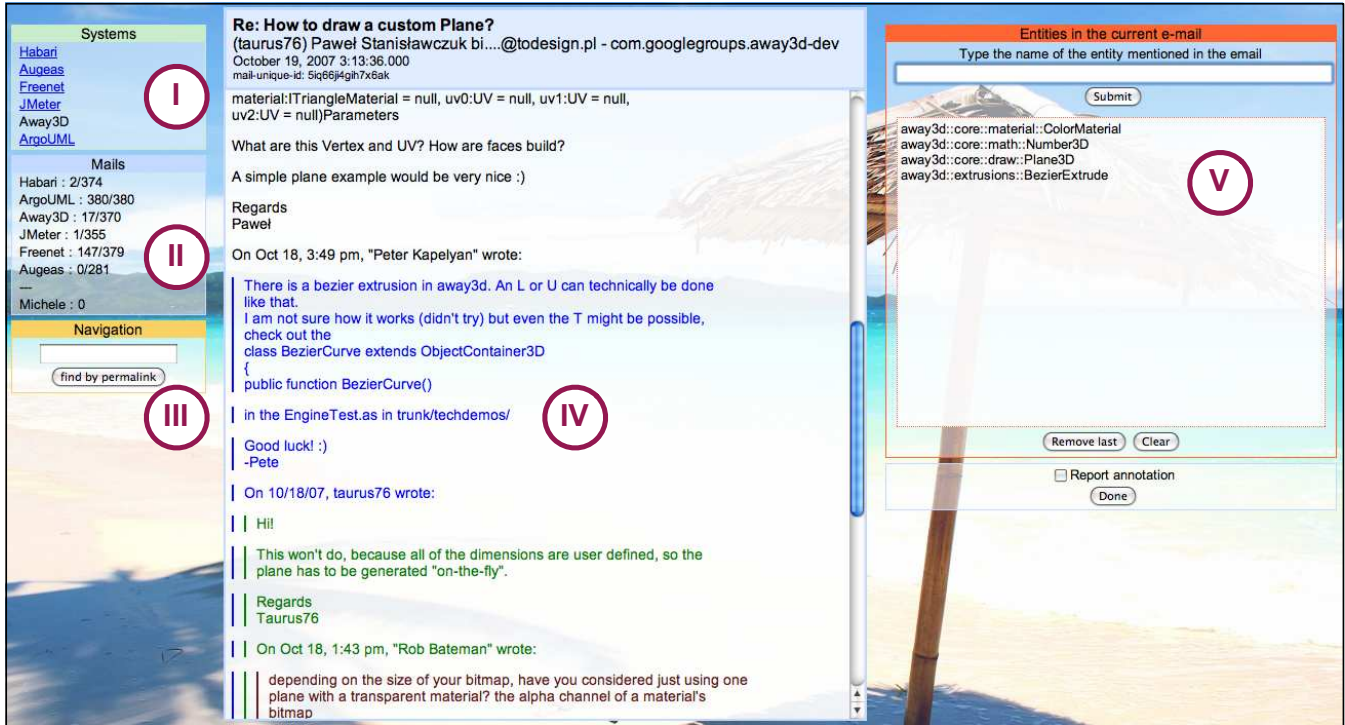 Systems
Habari
Augeas
Freenet
JMeter
Away3D
ArgoUML
I
Mails
Habari : 2/374
ArgoUML : 380/380
Away3D : 17/370
JMeter : 1/355
Freenet : 147/379
Augeas : 0/281
---
Michele : 0
II
Navigation
find by permalink
III
Re: How to draw a custom Plane?
(taurus76) Paweł Stanisławczuk bi....@todesign.pl - com.googlegroups.away3d-dev
October 19, 2007 3:13:36.000
mail-unique-id: 5iq66ji4gih7x6ak
material:ITriangleMaterial = null, uv0:UV = null, uv1:UV = null,
uv2:UV = null)Parameters
What are this Vertex and UV? How are faces build?
A simple plane example would be very nice :)
Regards
Paweł
On Oct 18, 3:49 pm, "Peter Kapelyan" wrote:
There is a bezier extrusion in away3d. An L or U can technically be done
like that.
I am not sure how it works (didn't try) but even the T might be possible,
check out the
class BezierCurve extends ObjectContainer3D
{
public function BezierCurve()
in the EngineTest.as in trunk/techdemos/
Good luck! :)
-Pete
On 10/18/07, taurus76 wrote:
Hi!
This won't do, because all of the dimensions are user defined, so the
plane has to be generated "on-the-fly".
Regards
Taurus76
On Oct 18, 1:43 pm, "Rob Bateman" wrote:
depending on the size of your bitmap, have you considered just using one
plane with a transparent material? the alpha channel of a material's
bitmap
IV
Entities in the current e-mail
Type the name of the entity mentioned in the email
Submit
away3d::core::material::ColorMaterial
away3d::core::math::Number3D
away3d::core::draw::Plane3D
away3d::extrusions::BezierExtrude
V
Remove last Clear
Report annotation
Done